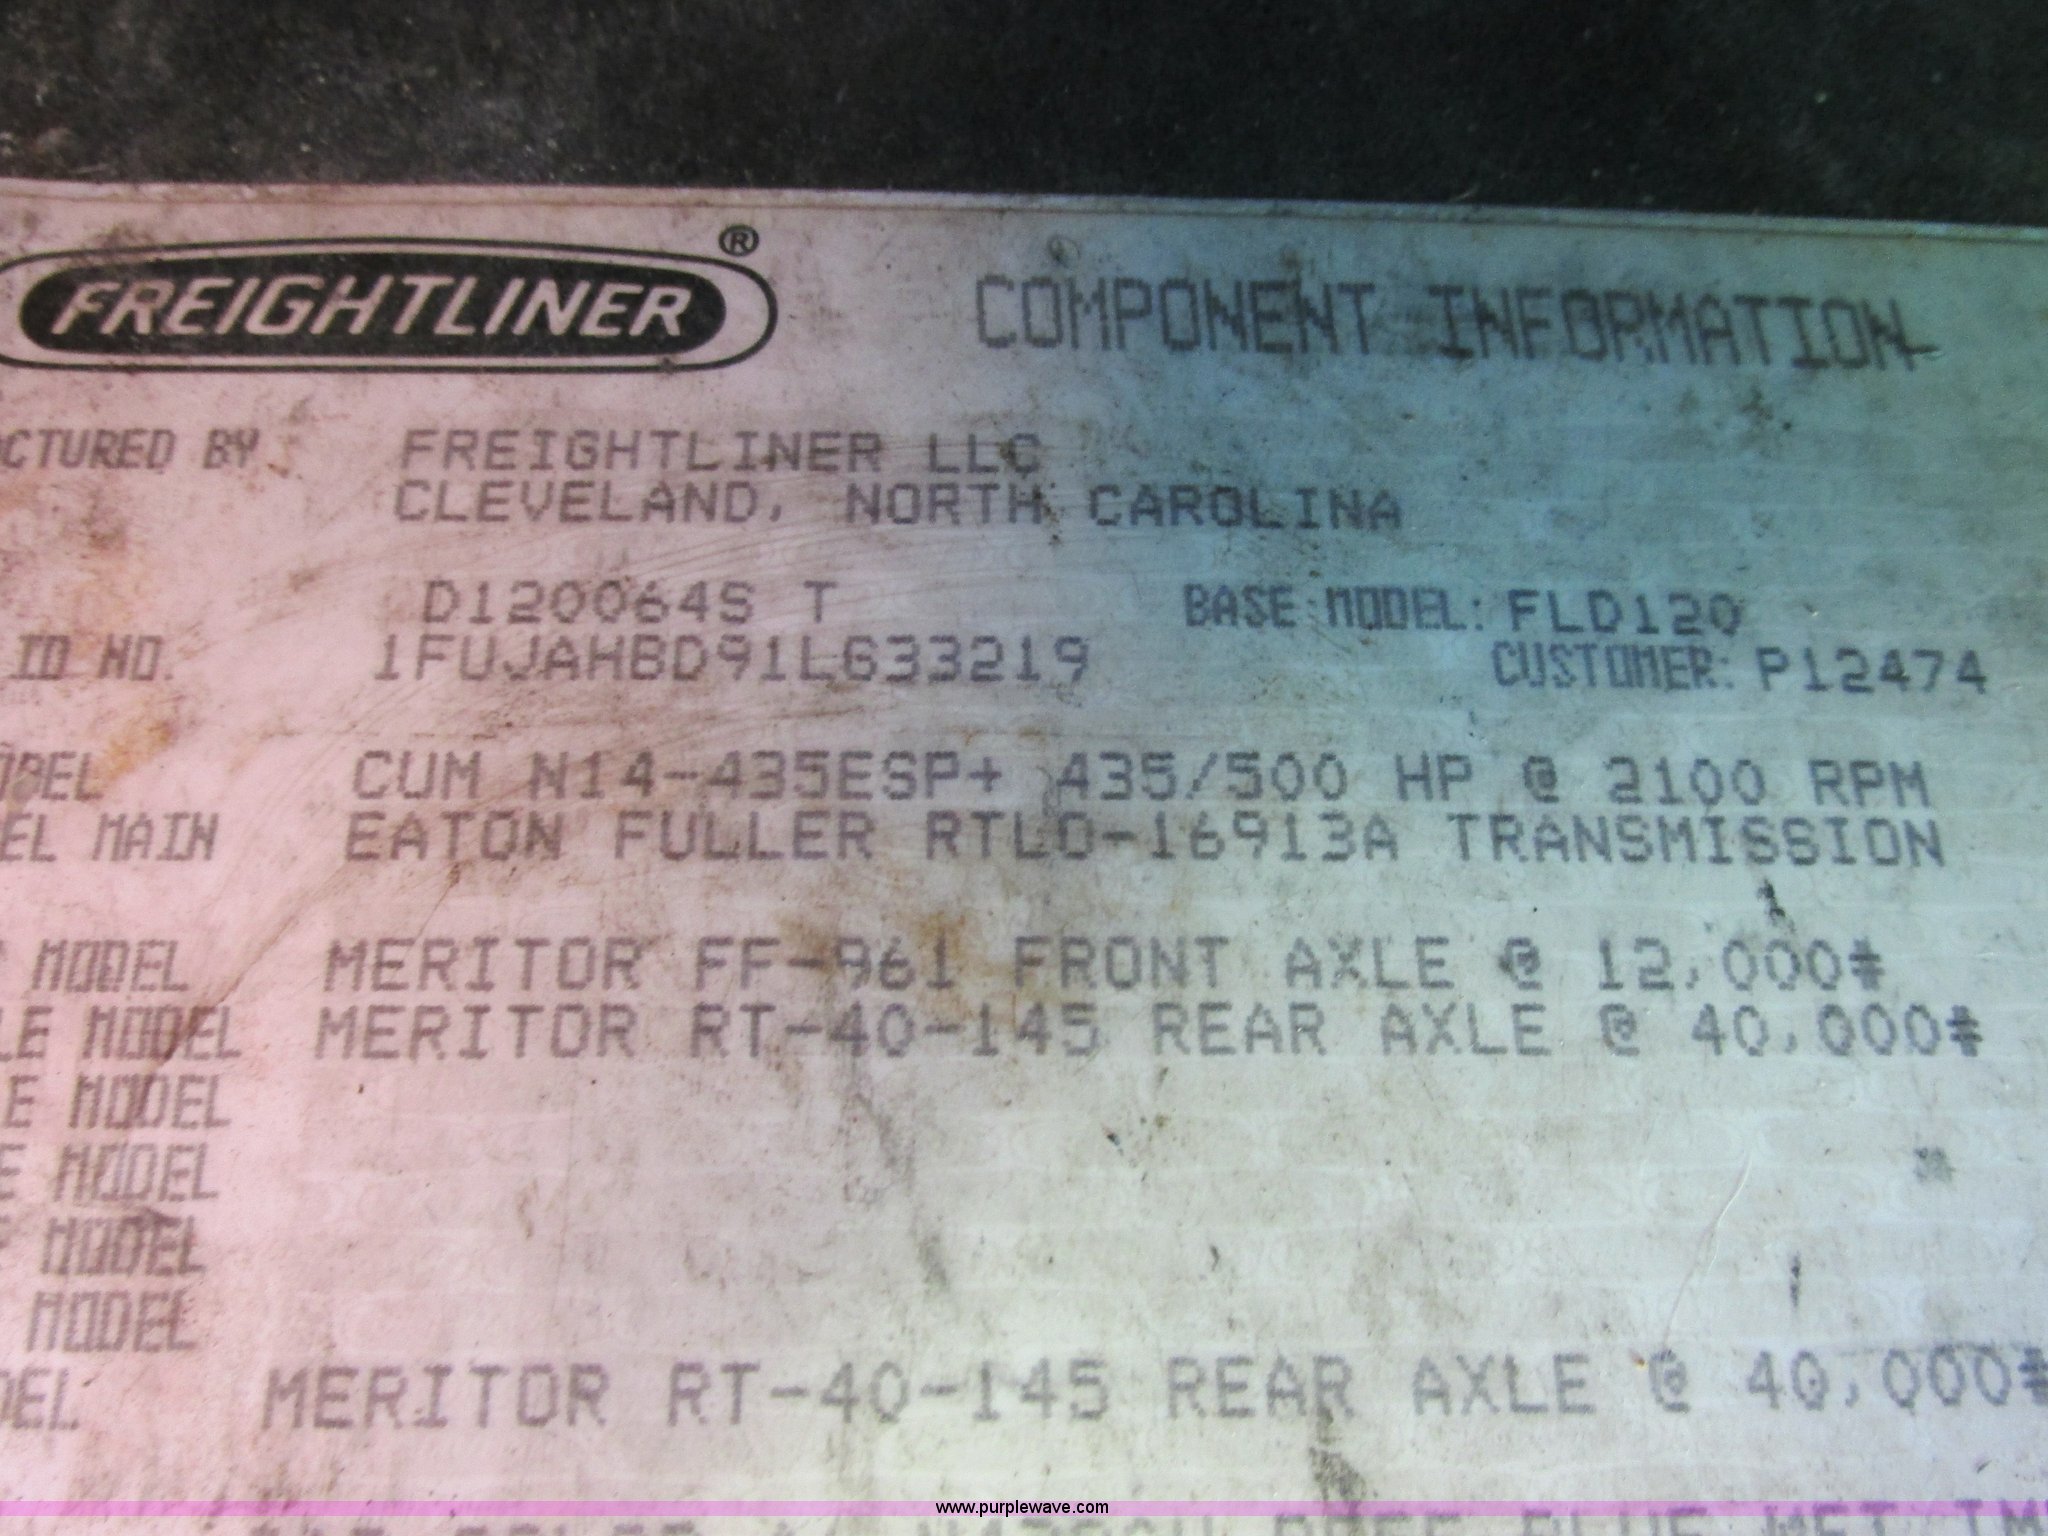 FREIGHTLINER ®
COMPONENT INFORMATION
CTURED BY FREIGHTLINER LLC
CLEVELAND, NORTH CAROLINA
D120064S T BASE MODEL: FLD120
ID NO. 1FUJAHBD91LG33219 CUSTOMER: P12474
ODEL CUM N14-435ESP+ 435/500 HP @ 2100 RPM
EL MAIN EATON FULLER RTLO-16913A TRANSMISSION
MODEL MERITOR FF-961 FRONT AXLE @ 12,000#
LE MODEL MERITOR RT-40-145 REAR AXLE @ 40,000#
E MODEL
E MODEL
MODEL
MODEL
DEL MERITOR RT-40-145 REAR AXLE @ 40,000#
www.purplewave.com